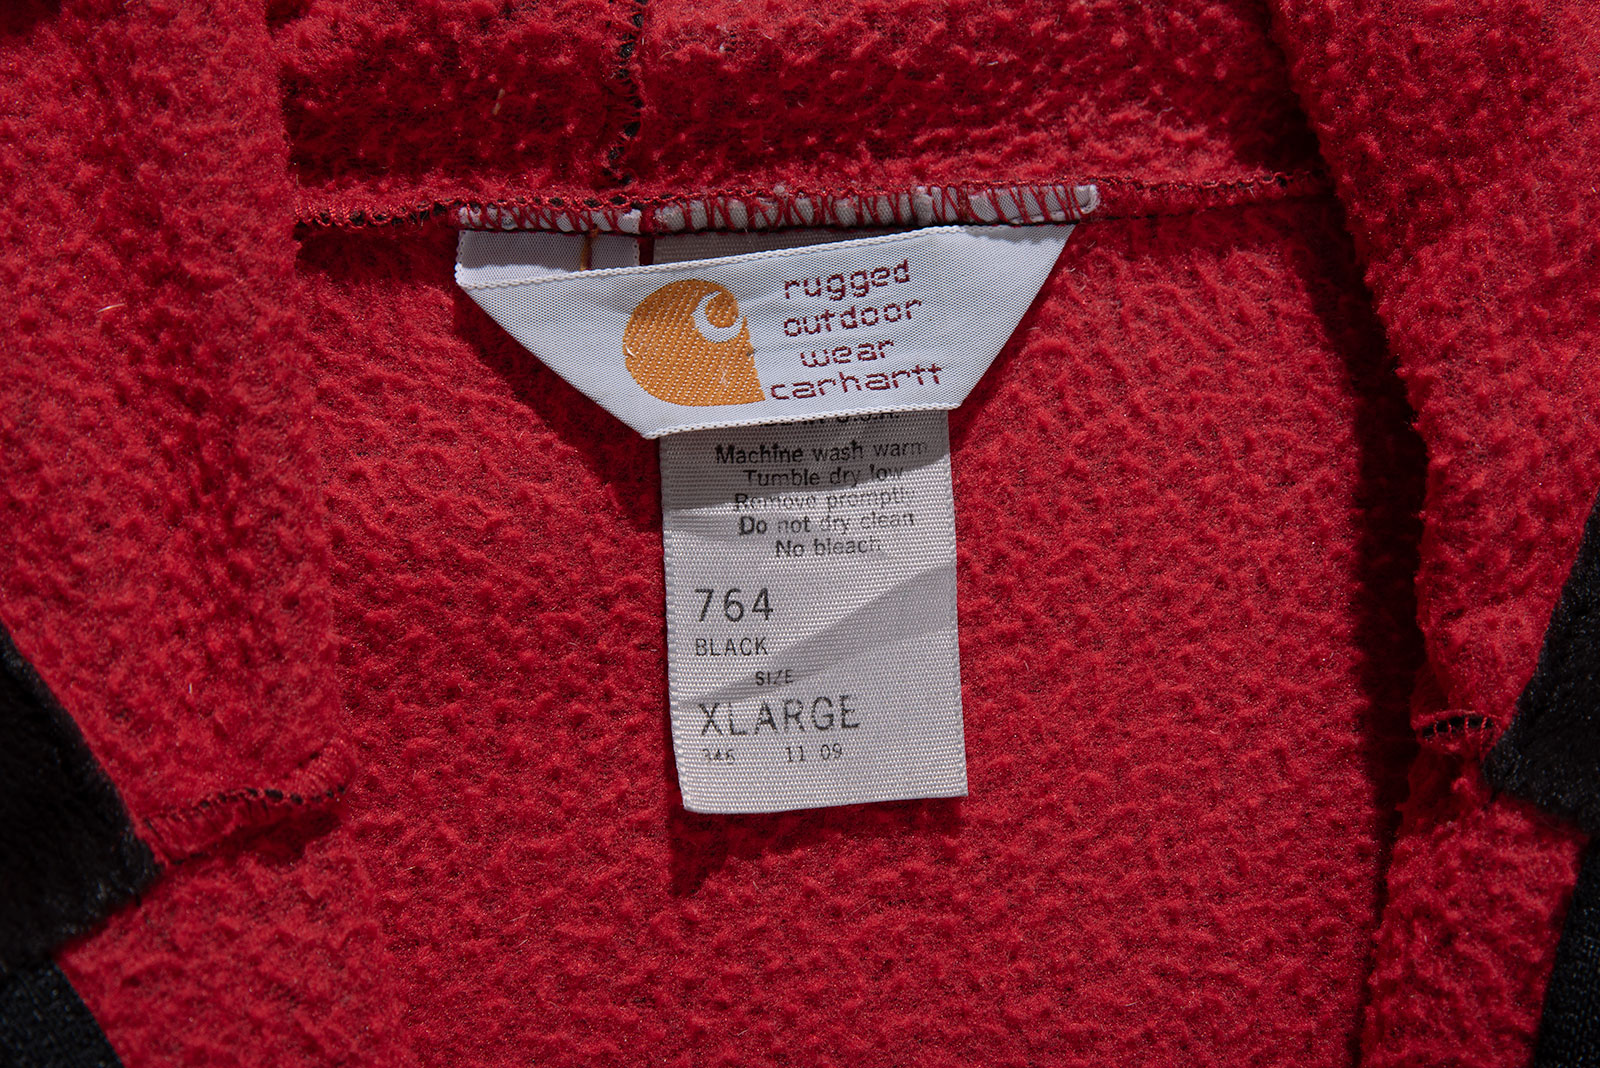 rugged
outdoor
wear
carhartt
Machine wash warm
Tumble dry low
Remove promptly
Do not dry clean
No bleach
764
BLACK
SIZE
XLARGE
346 11 09